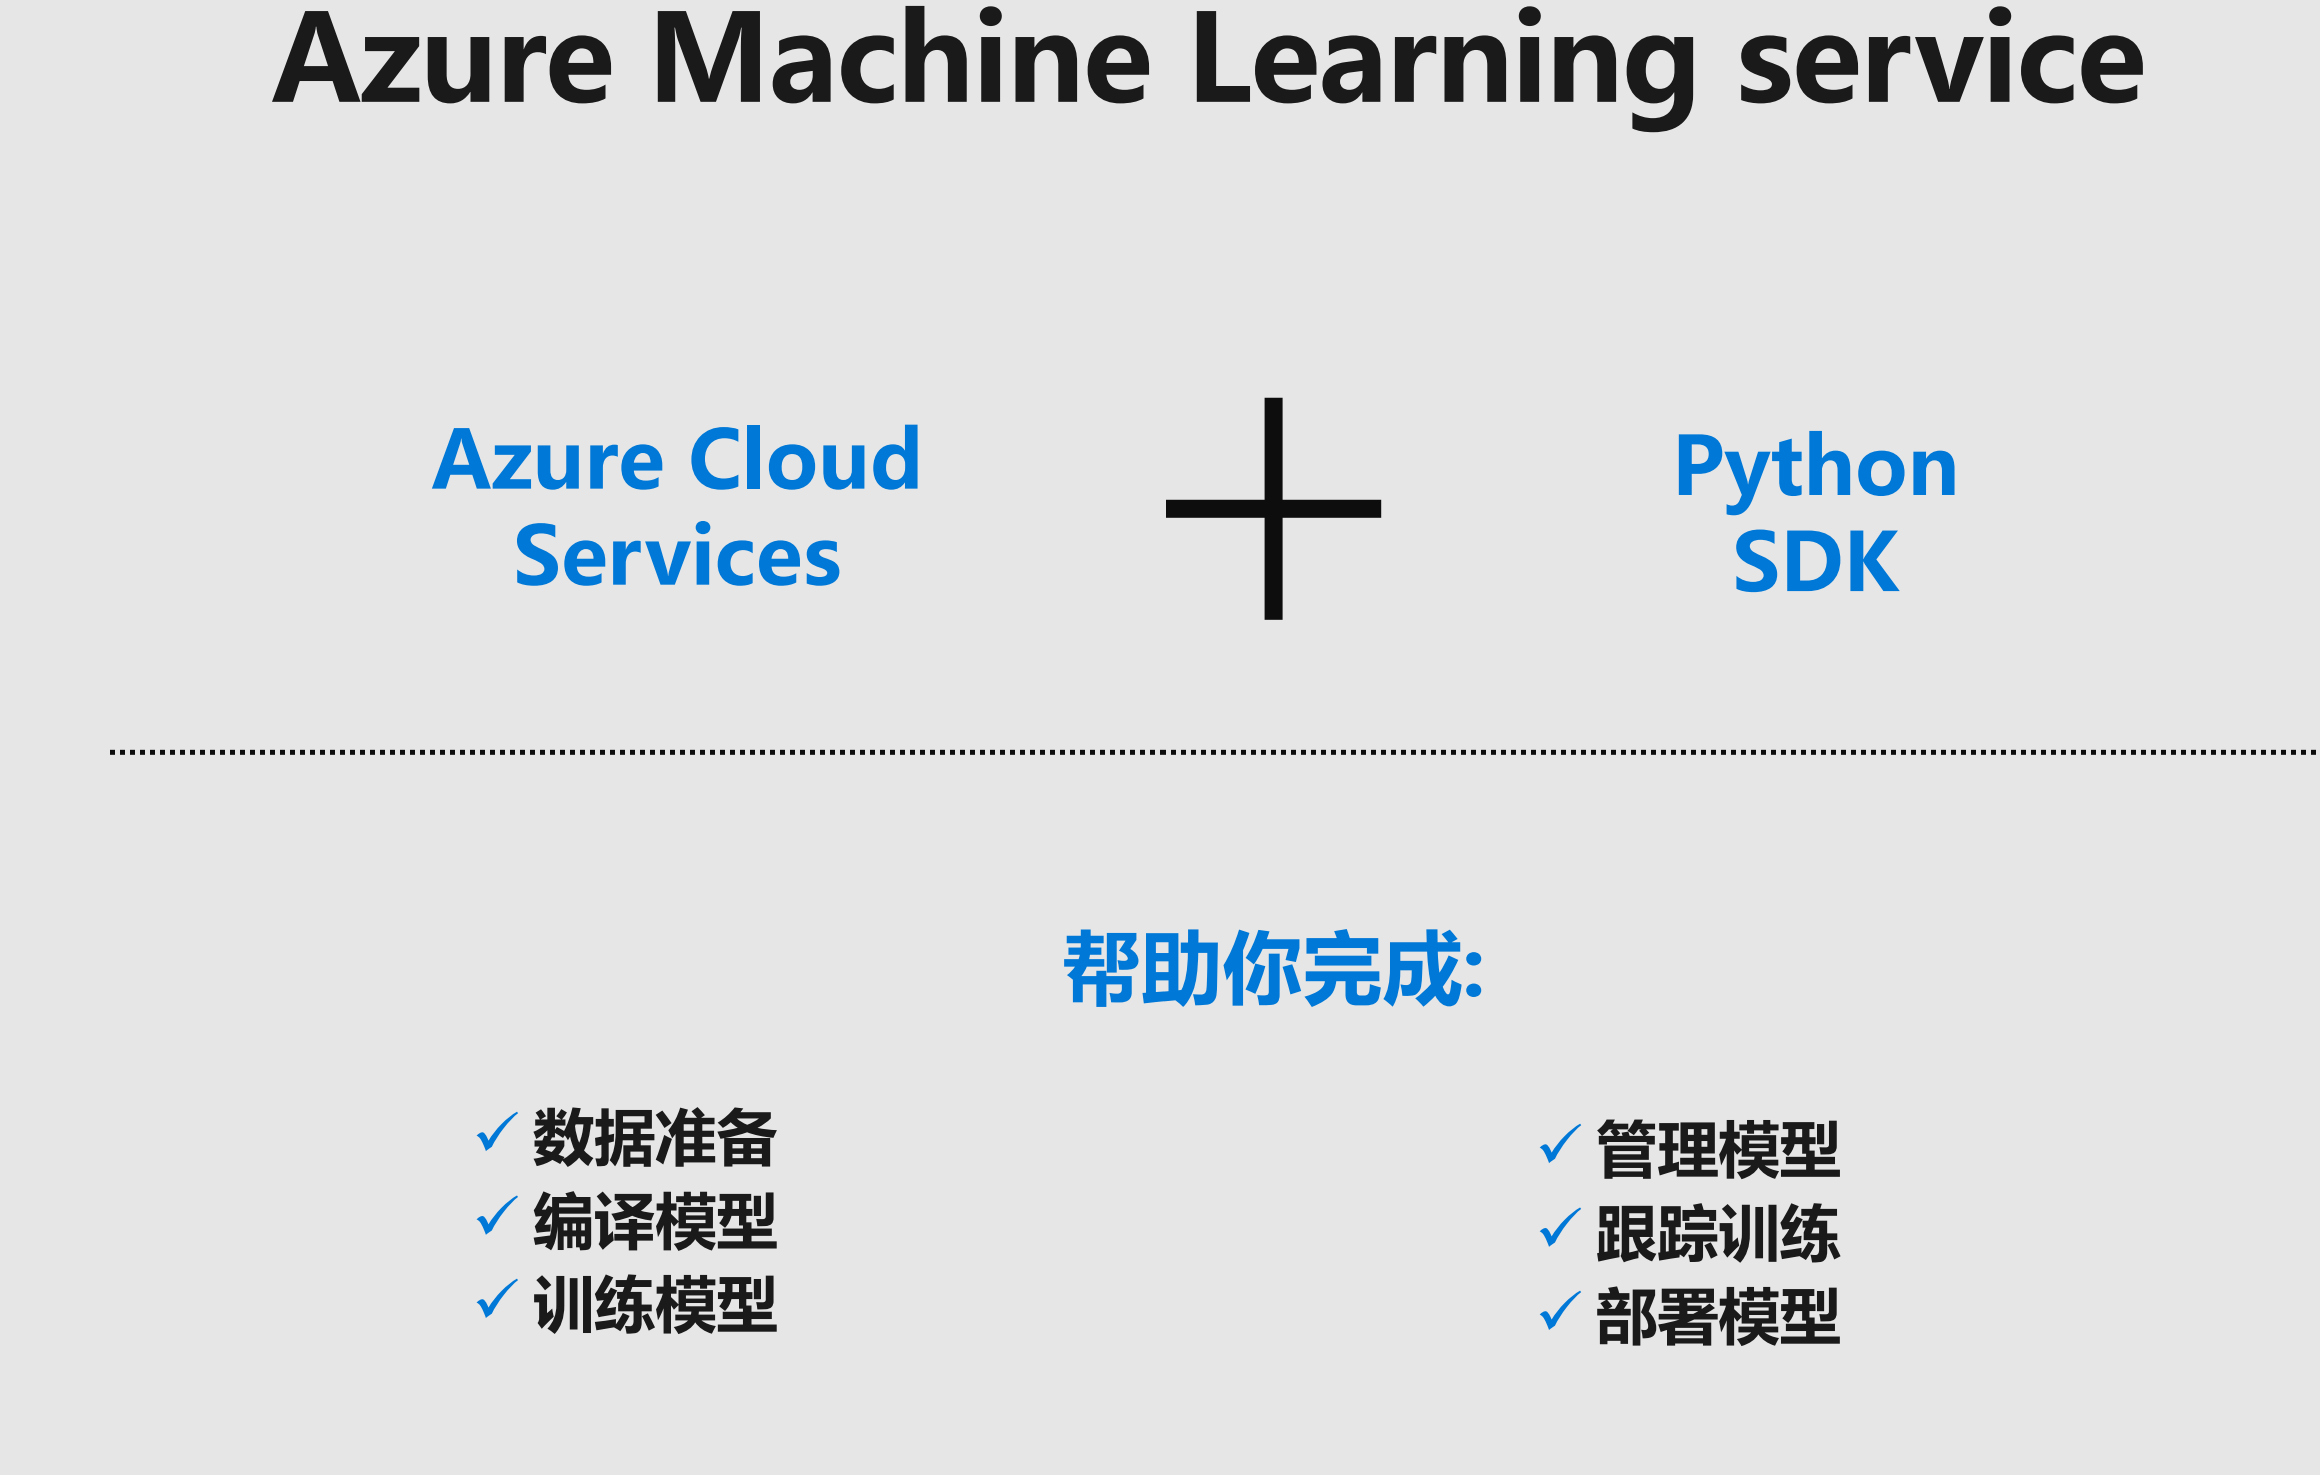 Azure Machine Learning service
Azure Cloud
Services
Python
SDK
帮助你完成:
数据准备
编译模型
训练模型
管理模型
跟踪训练
部署模型